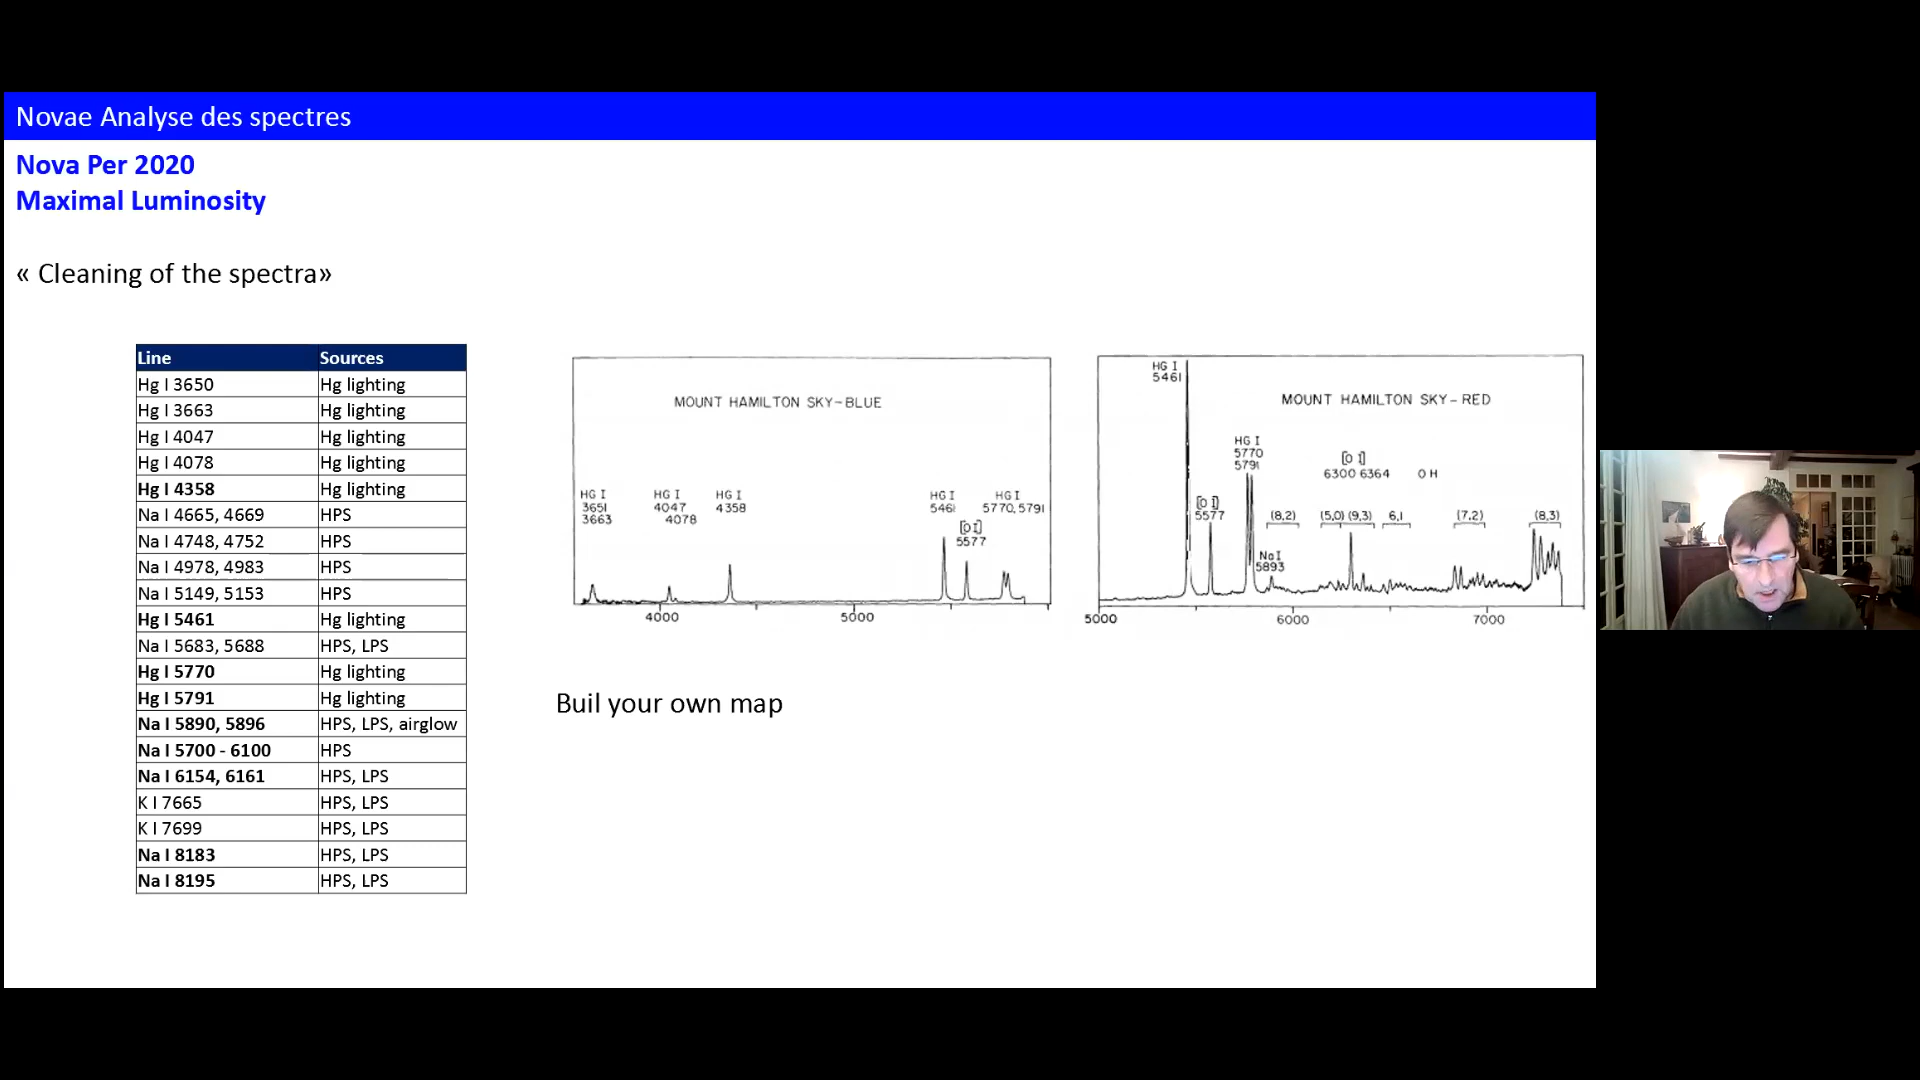 Novae Analyse des spectres
Nova Per 2020
Maximal Luminosity
« Cleaning of the spectra»
Line Sources
Hg I 3650 Hg lighting
Hg I 3663 Hg lighting
Hg I 4047 Hg lighting
Hg I 4078 Hg lighting
Hg I 4358 Hg lighting
Na I 4665, 4669 HPS
Na I 4748, 4752 HPS
Na I 4978, 4983 HPS
Na I 5149, 5153 HPS
Hg I 5461 Hg lighting
Na I 5683, 5688 HPS, LPS
Hg I 5770 Hg lighting
Hg I 5791 Hg lighting
Na I 5890, 5896 HPS, LPS, airglow
Na I 5700 - 6100 HPS
Na I 6154, 6161 HPS, LPS
K I 7665 HPS, LPS
K I 7699 HPS, LPS
Na I 8183 HPS, LPS
Na I 8195 HPS, LPS
MOUNT HAMILTON SKY-BLUE
HG I
3651
3663
HG I
4047
4078
HG I
4358
HG I
5461
[O I]
5577
HG I
5770,5791
4000 5000
MOUNT HAMILTON SKY-RED
HG I
5461
[O I]
5577
HG I
5770
5791
Na I
5893
[O I]
6300 6364
O H
(8,2) (5,0) (9,3) 6,1 (7,2) (8,3)
5000 6000 7000
Buil your own map